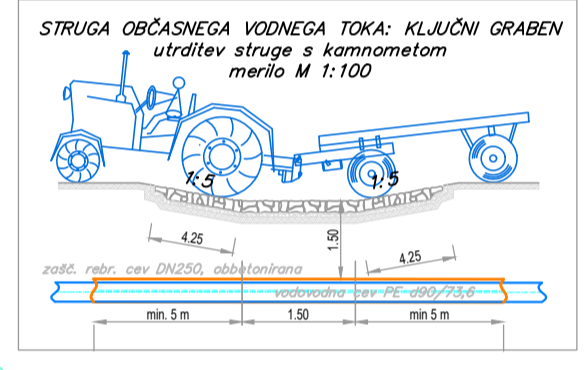 STRUGA OBČASNEGA VODNEGA TOKA: KLJUČNI GRABEN
utrditev struge s kamnometom
merilo M 1:100
1:5
1:5
4.25
1.50
4.25
zašč. rebr. cev DN250, obbetonirana
vodovodna cev PE d90/73,6
min. 5 m
1.50
min 5 m